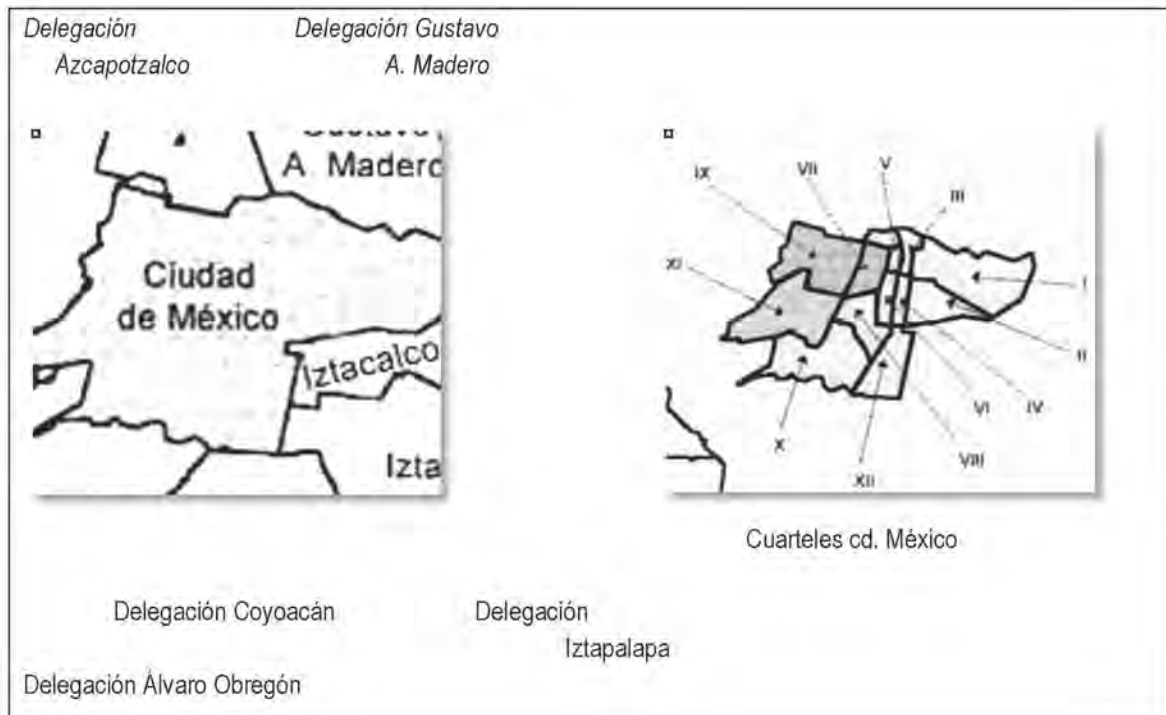 Delegación
Azcapotzalco
Delegación Gustavo
A. Madero
A. Madero
Ciudad
de México
Iztacalco
Izta
IX
VII
V
III
XI
I
II
VI
IV
X
VIII
XII
Cuarteles cd. México
Delegación Coyoacán
Delegación
Iztapalapa
Delegación Álvaro Obregón